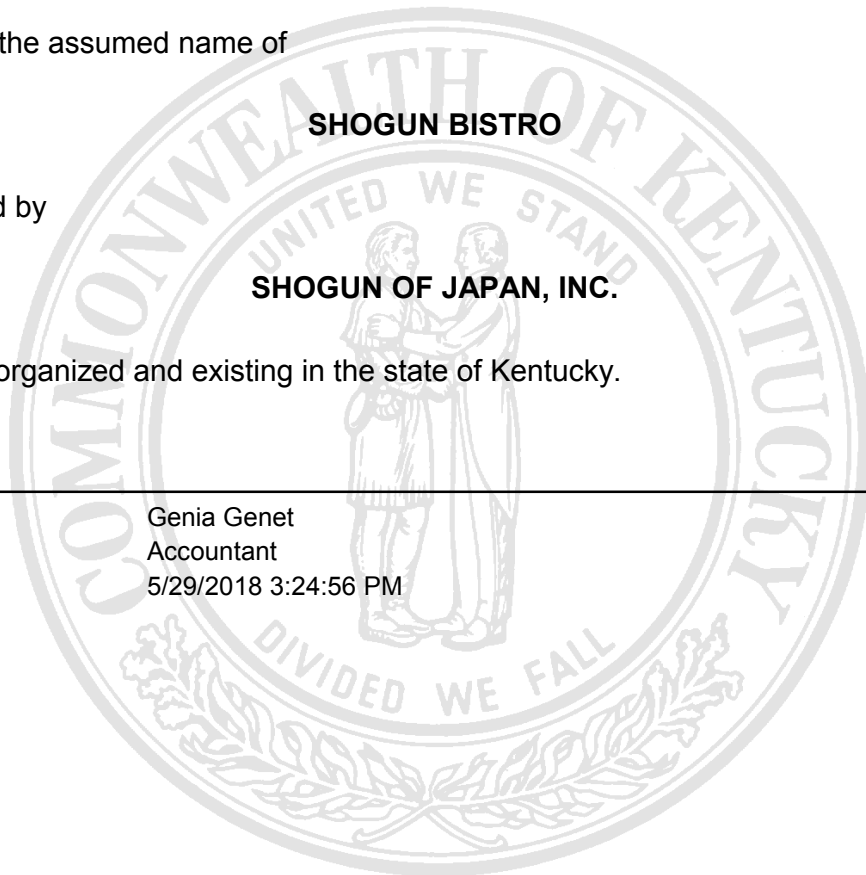 the assumed name of
SHOGUN BISTRO
d by
SHOGUN OF JAPAN, INC.
organized and existing in the state of Kentucky.
Genia Genet
Accountant
5/29/2018 3:24:56 PM
COMMONWEALTH OF KENTUCKY
UNITED WE STAND
DIVIDED WE FALL